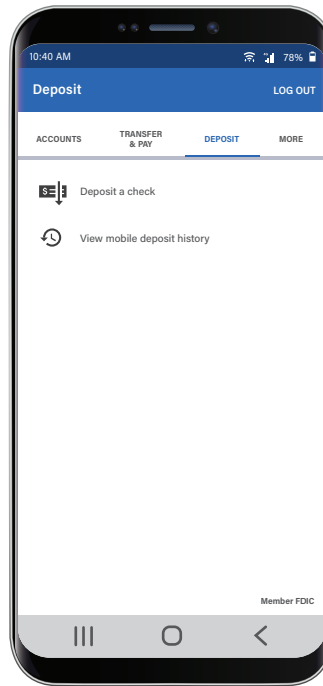 10:40 AM 78%
Deposit LOG OUT
ACCOUNTS TRANSFER & PAY DEPOSIT MORE
Deposit a check
View mobile deposit history
Member FDIC